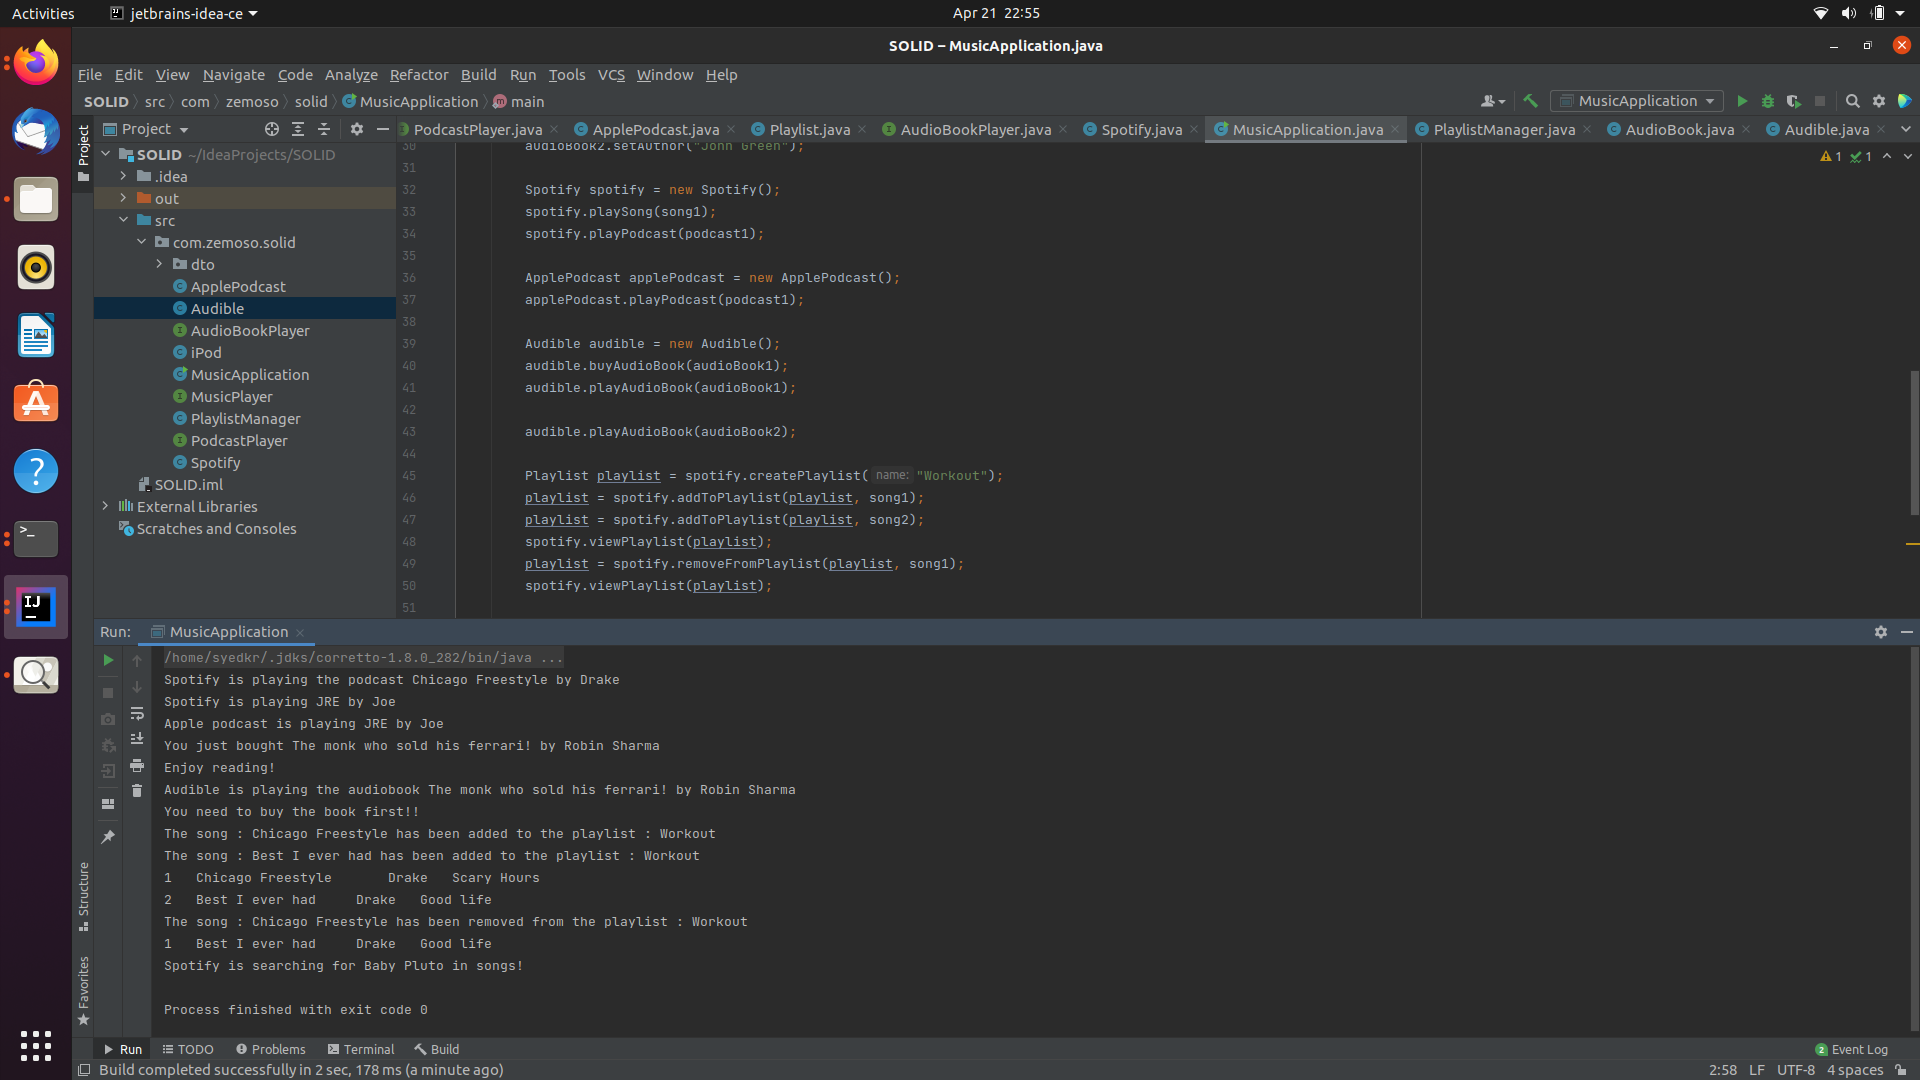 Activities
jetbrains-idea-ce
Apr 21 22:55
SOLID – MusicApplication.java
File Edit View Navigate Code Analyze Refactor Build Run Tools VCS Window Help
SOLID src com zemoso solid MusicApplication main
MusicApplication
Project
PodcastPlayer.java ApplePodcast.java Playlist.java AudioBookPlayer.java Spotify.java MusicApplication.java PlaylistManager.java AudioBook.java Audible.java
Project
SOLID ~/IdeaProjects/SOLID
.idea
out
src
com.zemoso.solid
dto
ApplePodcast
Audible
AudioBookPlayer
iPod
MusicApplication
MusicPlayer
PlaylistManager
PodcastPlayer
Spotify
SOLID.iml
External Libraries
Scratches and Consoles
1 1
30 audioBook2.setAuthor("John Green");
31
32 Spotify spotify = new Spotify();
33 spotify.playSong(song1);
34 spotify.playPodcast(podcast1);
35
36 ApplePodcast applePodcast = new ApplePodcast();
37 applePodcast.playPodcast(podcast1);
38
39 Audible audible = new Audible();
40 audible.buyAudioBook(audioBook1);
41 audible.playAudioBook(audioBook1);
42
43 audible.playAudioBook(audioBook2);
44
45 Playlist playlist = spotify.createPlaylist( name: "Workout");
46 playlist = spotify.addToPlaylist(playlist, song1);
47 playlist = spotify.addToPlaylist(playlist, song2);
48 spotify.viewPlaylist(playlist);
49 playlist = spotify.removeFromPlaylist(playlist, song1);
50 spotify.viewPlaylist(playlist);
51
Run: MusicApplication
/home/syedkr/.jdks/corretto-1.8.0_282/bin/java ...
Spotify is playing the podcast Chicago Freestyle by Drake
Spotify is playing JRE by Joe
Apple podcast is playing JRE by Joe
You just bought The monk who sold his ferrari! by Robin Sharma
Enjoy reading!
Audible is playing the audiobook The monk who sold his ferrari! by Robin Sharma
You need to buy the book first!!
The song : Chicago Freestyle has been added to the playlist : Workout
The song : Best I ever had has been added to the playlist : Workout
1 Chicago Freestyle Drake Scary Hours
2 Best I ever had Drake Good life
The song : Chicago Freestyle has been removed from the playlist : Workout
1 Best I ever had Drake Good life
Spotify is searching for Baby Pluto in songs!
Process finished with exit code 0
Structure
Favorites
Run TODO Problems Terminal Build
2 Event Log
Build completed successfully in 2 sec, 178 ms (a minute ago)
2:58 LF UTF-8 4 spaces
IJ